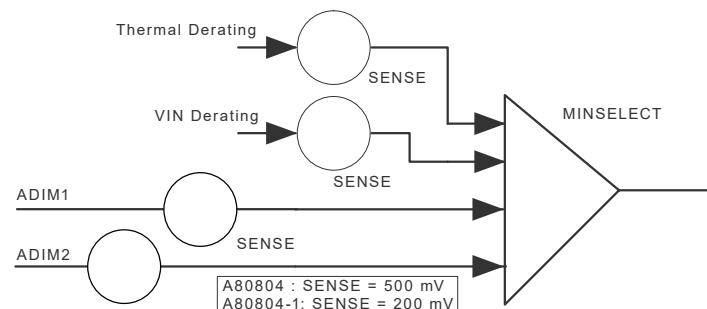 Thermal Derating
SENSE
MINSELECT
VIN Derating
SENSE
ADIM1
SENSE
ADIM2
A80804 : SENSE = 500 mV
A80804-1: SENSE = 200 mV